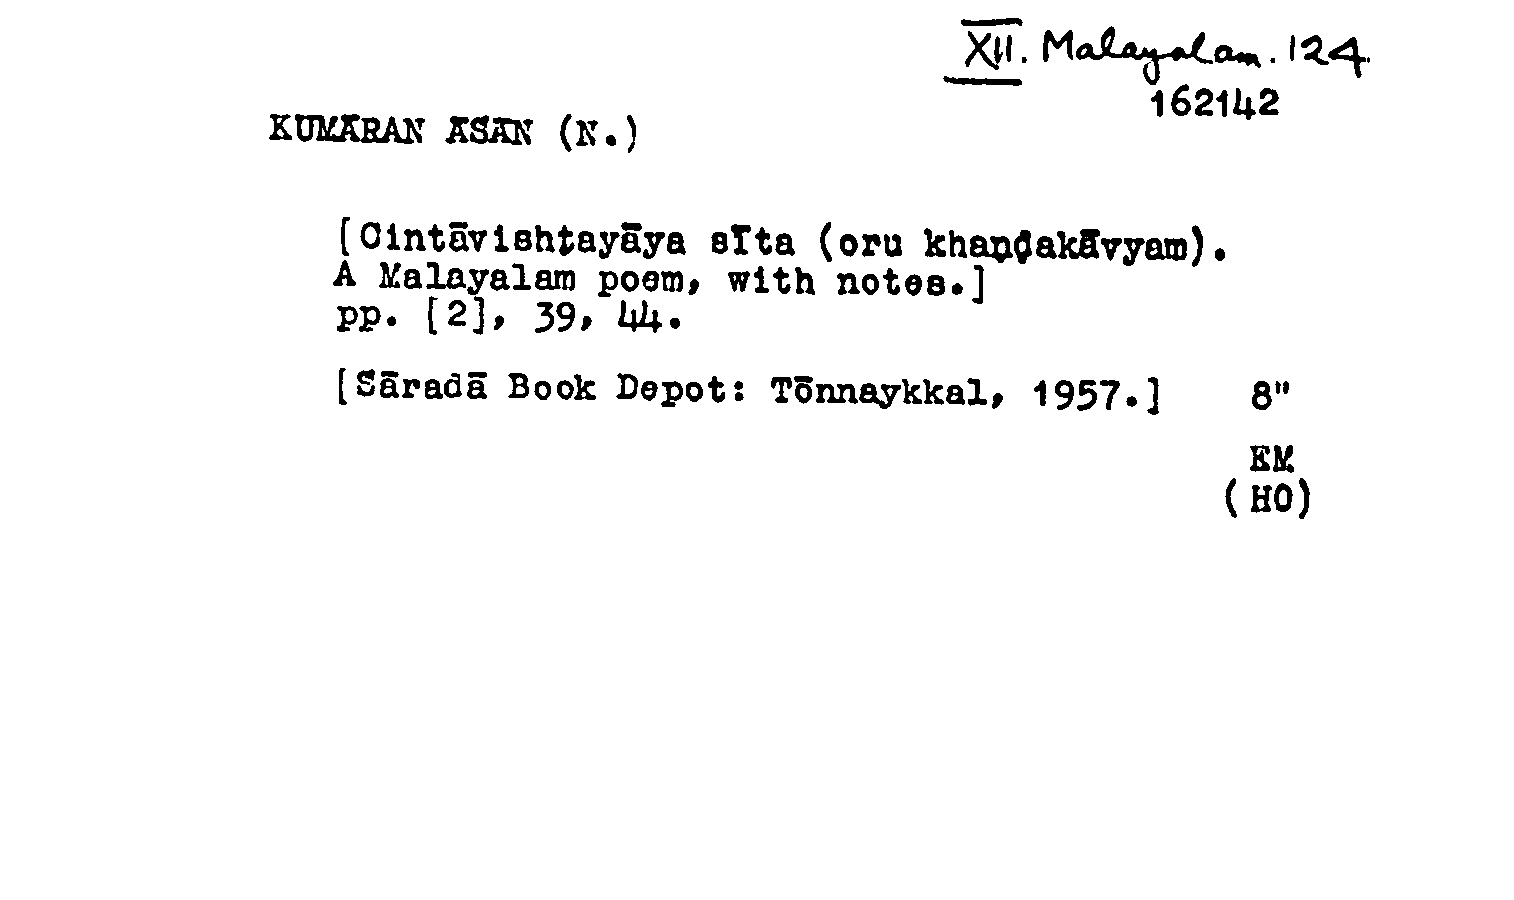 XII. Malayalam. 124
162142
KUMĀRAN ĀSĀN (N.)
[Cintāvishṭayāya sīta (oru khaṇḍakāvyam).
A Malayalam poem, with notes.]
pp. [2], 39, 44.
[Sāradā Book Depot: Tōnnaykkal, 1957.] 8"
EM
(HO)